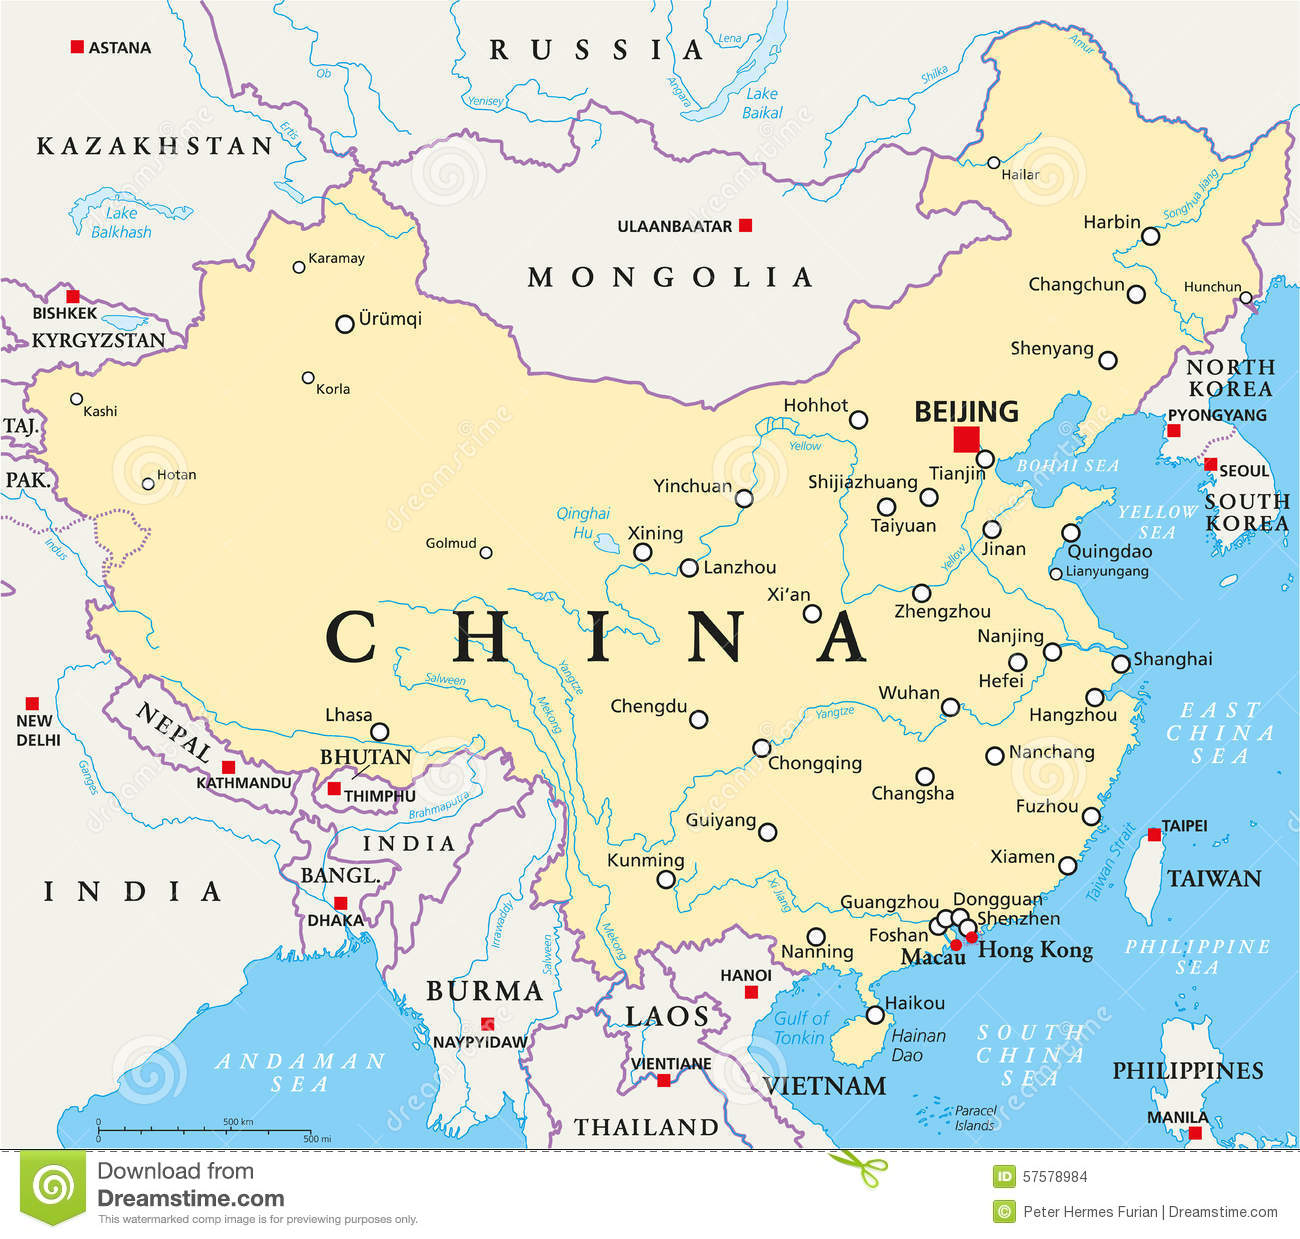 RUSSIA
ASTANA
Ob
Yenisey
Lena
Angara
Lake
Baikal
Shilka
Amur
Ertis
KAZAKHSTAN
Lake
Balkhash
Hailar
Songhua Jiang
ULAANBAATAR
MONGOLIA
Harbin
Karamay
Changchun
Hunchun
BISHKEK
KYRGYZSTAN
Ürümqi
Shenyang
NORTH
KOREA
Korla
Kashi
Hohhot
BEIJING
PYONGYANG
TAJ.
Yellow
BOHAI SEA
SEOUL
PAK.
Hotan
Yinchuan
Shijiazhuang
Tianjin
SOUTH
KOREA
YELLOW
SEA
Qinghai
Hu
Taiyuan
Xining
Jinan
Quingdao
Indus
Golmud
Lanzhou
Yellow
Lianyungang
Xi'an
Zhengzhou
CHINA
Nanjing
Shanghai
Hefei
Salween
Yangtze
Mekong
NEW
DELHI
NEPAL
Lhasa
Chengdu
Wuhan
Yangtze
Hangzhou
EAST
CHINA
SEA
Ganges
KATHMANDU
BHUTAN
THIMPHU
Chongqing
Nanchang
Changsha
Brahmaputra
Fuzhou
INDIA
Guiyang
TAIPEI
Taiwan Strait
INDIA
BANGL.
Kunming
Xiamen
TAIWAN
DHAKA
Irrawaddy
Salween
Mekong
Xi Jiang
Guangzhou
Dongguan
Shenzhen
Foshan
Macau
Hong Kong
Nanning
PHILIPPINE
SEA
HANOI
BURMA
LAOS
Haikou
Gulf of
Tonkin
Hainan
Dao
SOUTH
CHINA
SEA
NAYPYIDAW
ANDAMAN
SEA
VIENTIANE
VIETNAM
PHILIPPINES
Paracel
Islands
MANILA
THAILAND
500 km
0
0
500 mi
dreamstime
Download from
Dreamstime.com
This watermarked comp image is for previewing purposes only.
ID 57578984
© Peter Hermes Furian | Dreamstime.com